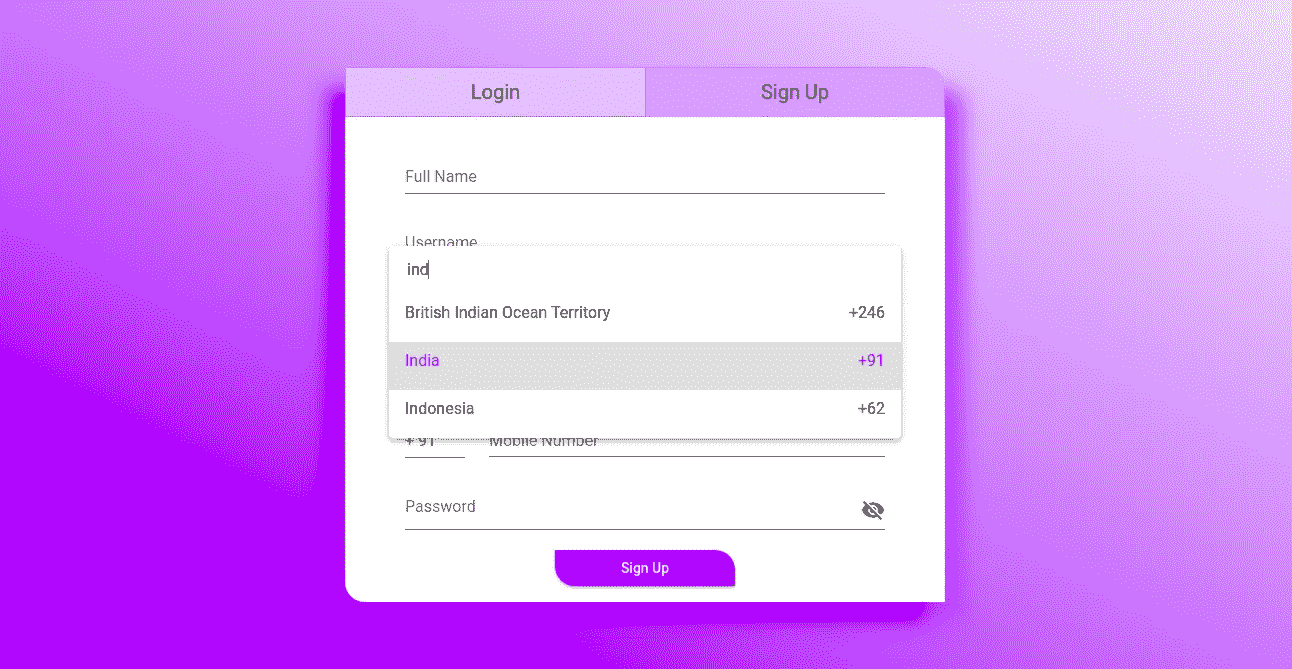 Login Sign Up
Full Name
Username
ind
British Indian Ocean Territory +246
India +91
Indonesia +62
+ 91 Mobile Number
Password
Sign Up